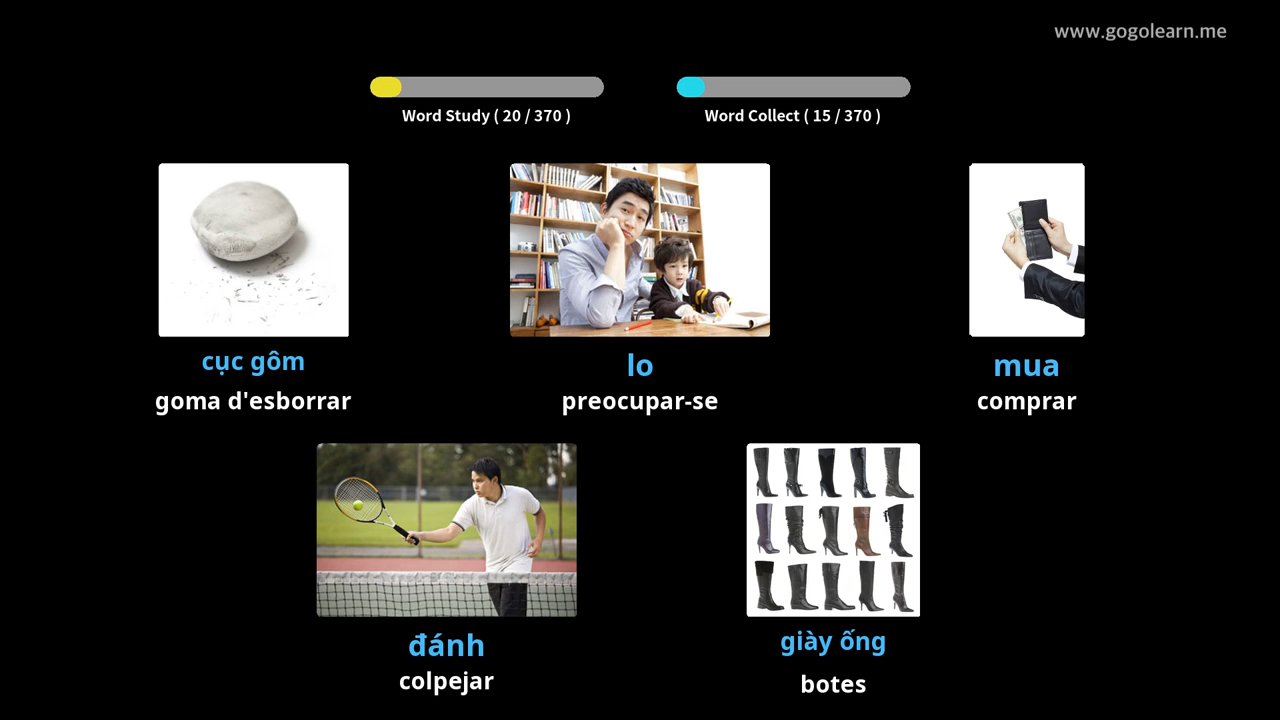 www.gogolearn.me
Word Study ( 20 / 370 )
Word Collect ( 15 / 370 )
cục gôm
goma d'esborrar
lo
preocupar-se
mua
comprar
đánh
colpejar
giày ống
botes